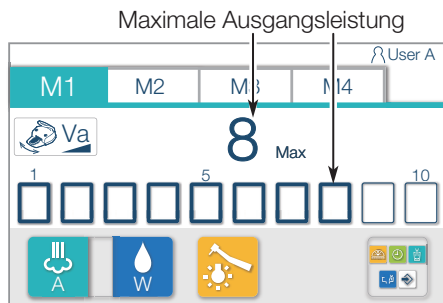 Maximale Ausgangsleistung
User A
M1 M2 M3 M4
Va 8 Max
1 5 10
A W